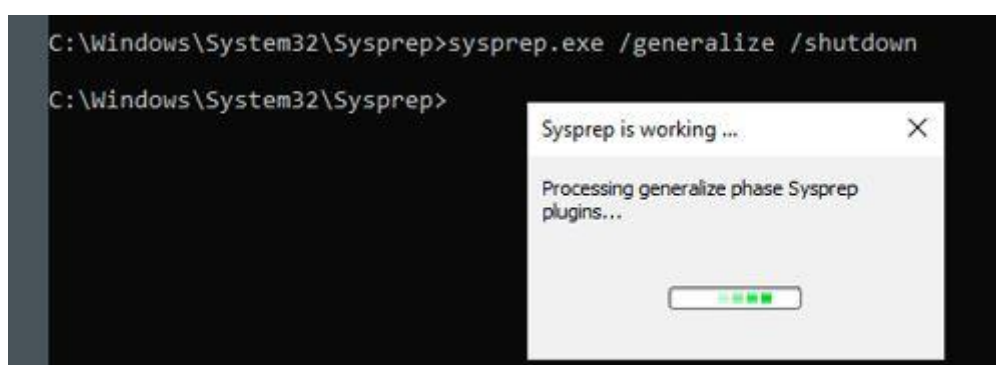 C:\Windows\System32\Sysprep>sysprep.exe /generalize /shutdown
C:\Windows\System32\Sysprep>
Sysprep is working ...
Processing generalize phase Sysprep
plugins...